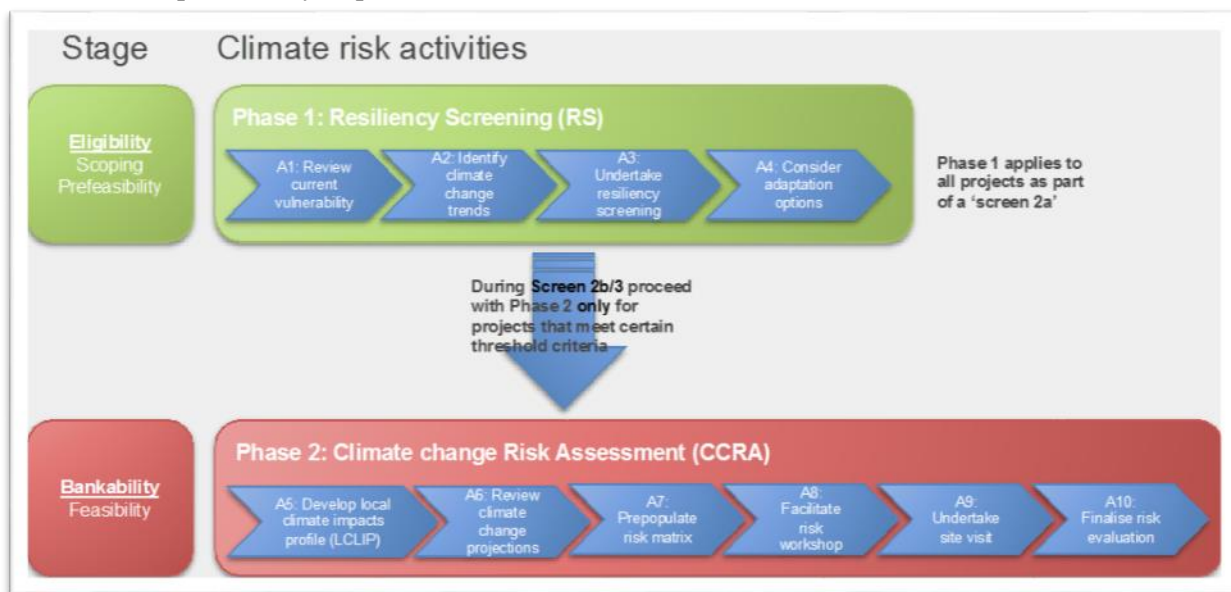 Stage
Climate risk activities
Eligibility
Scoping
Prefeasibility
Phase 1: Resiliency Screening (RS)
A1: Review
current
vulnerability
A2: Identify
climate
change
trends
A3:
Undertake
resiliency
screening
A4: Consider
adaptation
options
Phase 1 applies to
all projects as part
of a ‘screen 2a’
During Screen 2b/3 proceed
with Phase 2 only for
projects that meet certain
threshold criteria
Bankability
Feasibility
Phase 2: Climate change Risk Assessment (CCRA)
A5: Develop local
climate impacts
profile (LCLIP)
A6: Review
climate
change
projections
A7:
Prepopulate
risk matrix
A8:
Facilitate
risk
workshop
A9:
Undertake
site visit
A10:
Finalise risk
evaluation